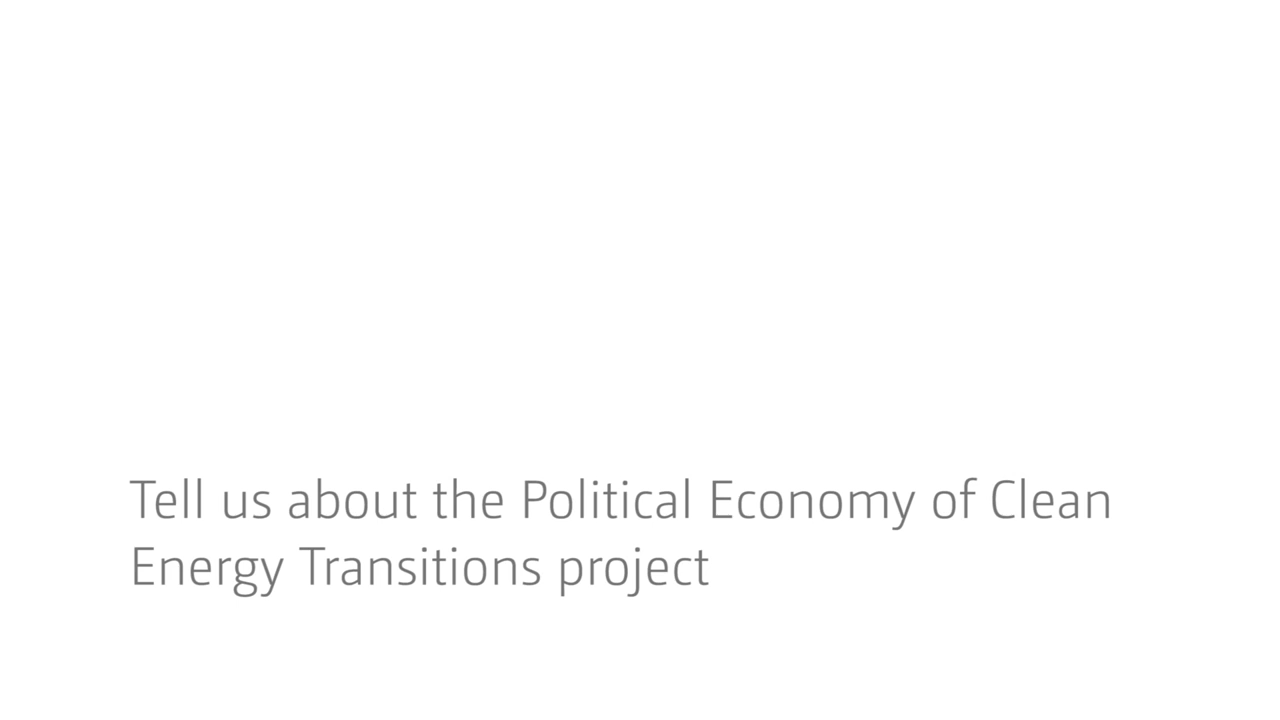 Tell us about the Political Economy of Clean
Energy Transitions project